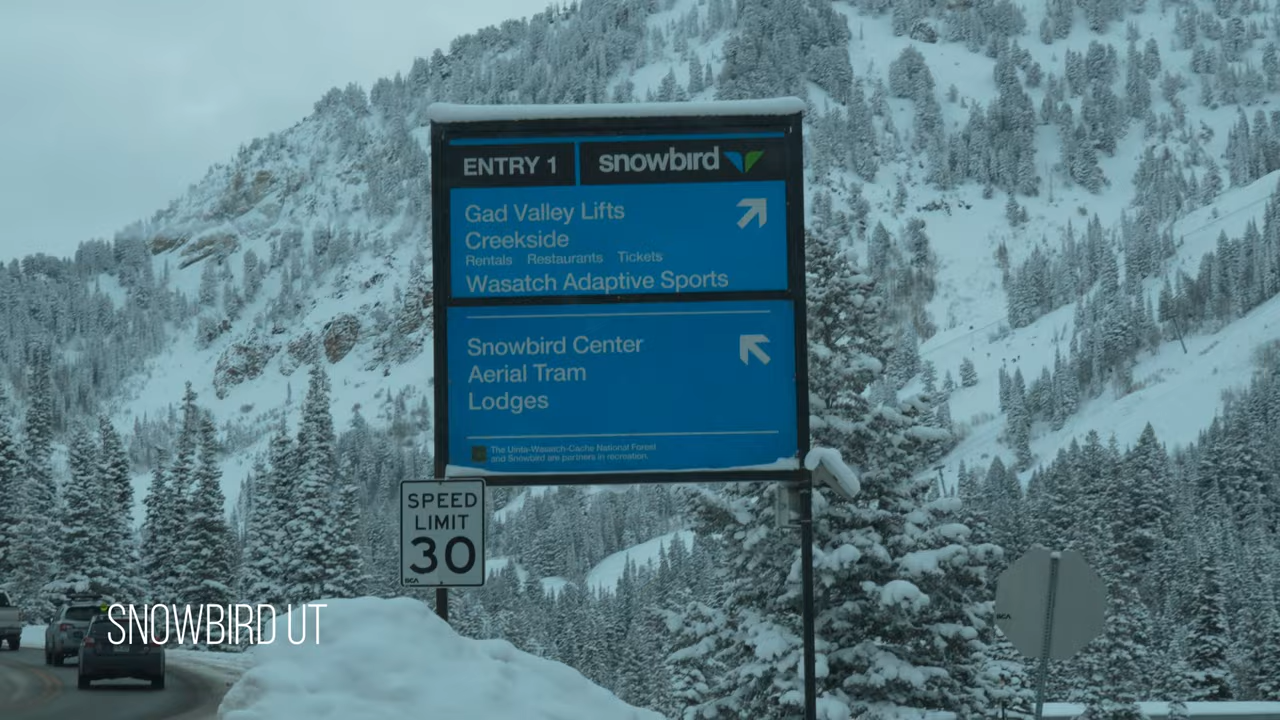 ENTRY 1
snowbird
Gad Valley Lifts
Creekside
Rentals Restaurants Tickets
Wasatch Adaptive Sports
Snowbird Center
Aerial Tram
Lodges
The Uinta-Wasatch-Cache National Forest
and Snowbird are partners in recreation.
SPEED
LIMIT
30
SNOWBIRD UT